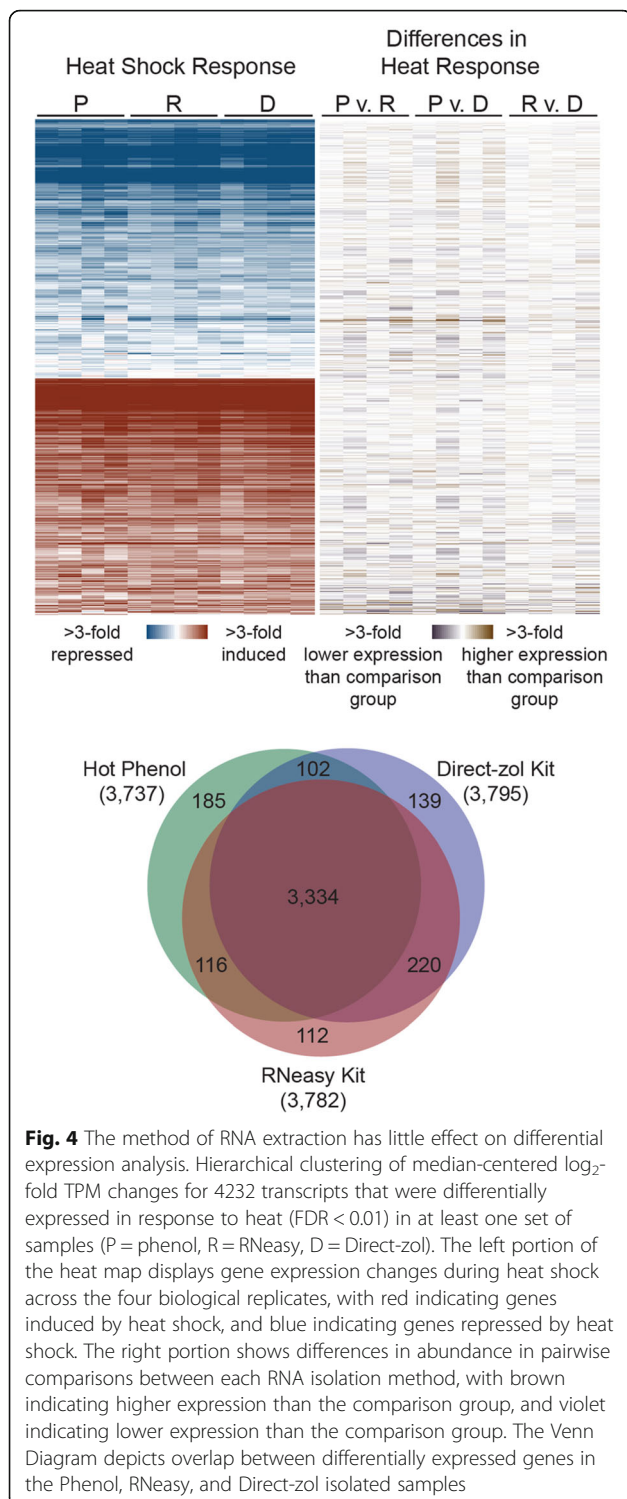 Heat Shock Response
Differences in
Heat Response
P R D P v. R P v. D R v. D
>3-fold
repressed
>3-fold
induced
>3-fold
lower expression
than comparison
group
>3-fold
higher expression
than comparison
group
Hot Phenol
(3,737)
Direct-zol Kit
(3,795)
102
185
139
3,334
116
220
112
RNeasy Kit
(3,782)
Fig. 4 The method of RNA extraction has little effect on differential
expression analysis. Hierarchical clustering of median-centered log₂-
fold TPM changes for 4232 transcripts that were differentially
expressed in response to heat (FDR < 0.01) in at least one set of
samples (P = phenol, R = RNeasy, D = Direct-zol). The left portion of
the heat map displays gene expression changes during heat shock
across the four biological replicates, with red indicating genes
induced by heat shock, and blue indicating genes repressed by heat
shock. The right portion shows differences in abundance in pairwise
comparisons between each RNA isolation method, with brown
indicating higher expression than the comparison group, and violet
indicating lower expression than the comparison group. The Venn
Diagram depicts overlap between differentially expressed genes in
the Phenol, RNeasy, and Direct-zol isolated samples